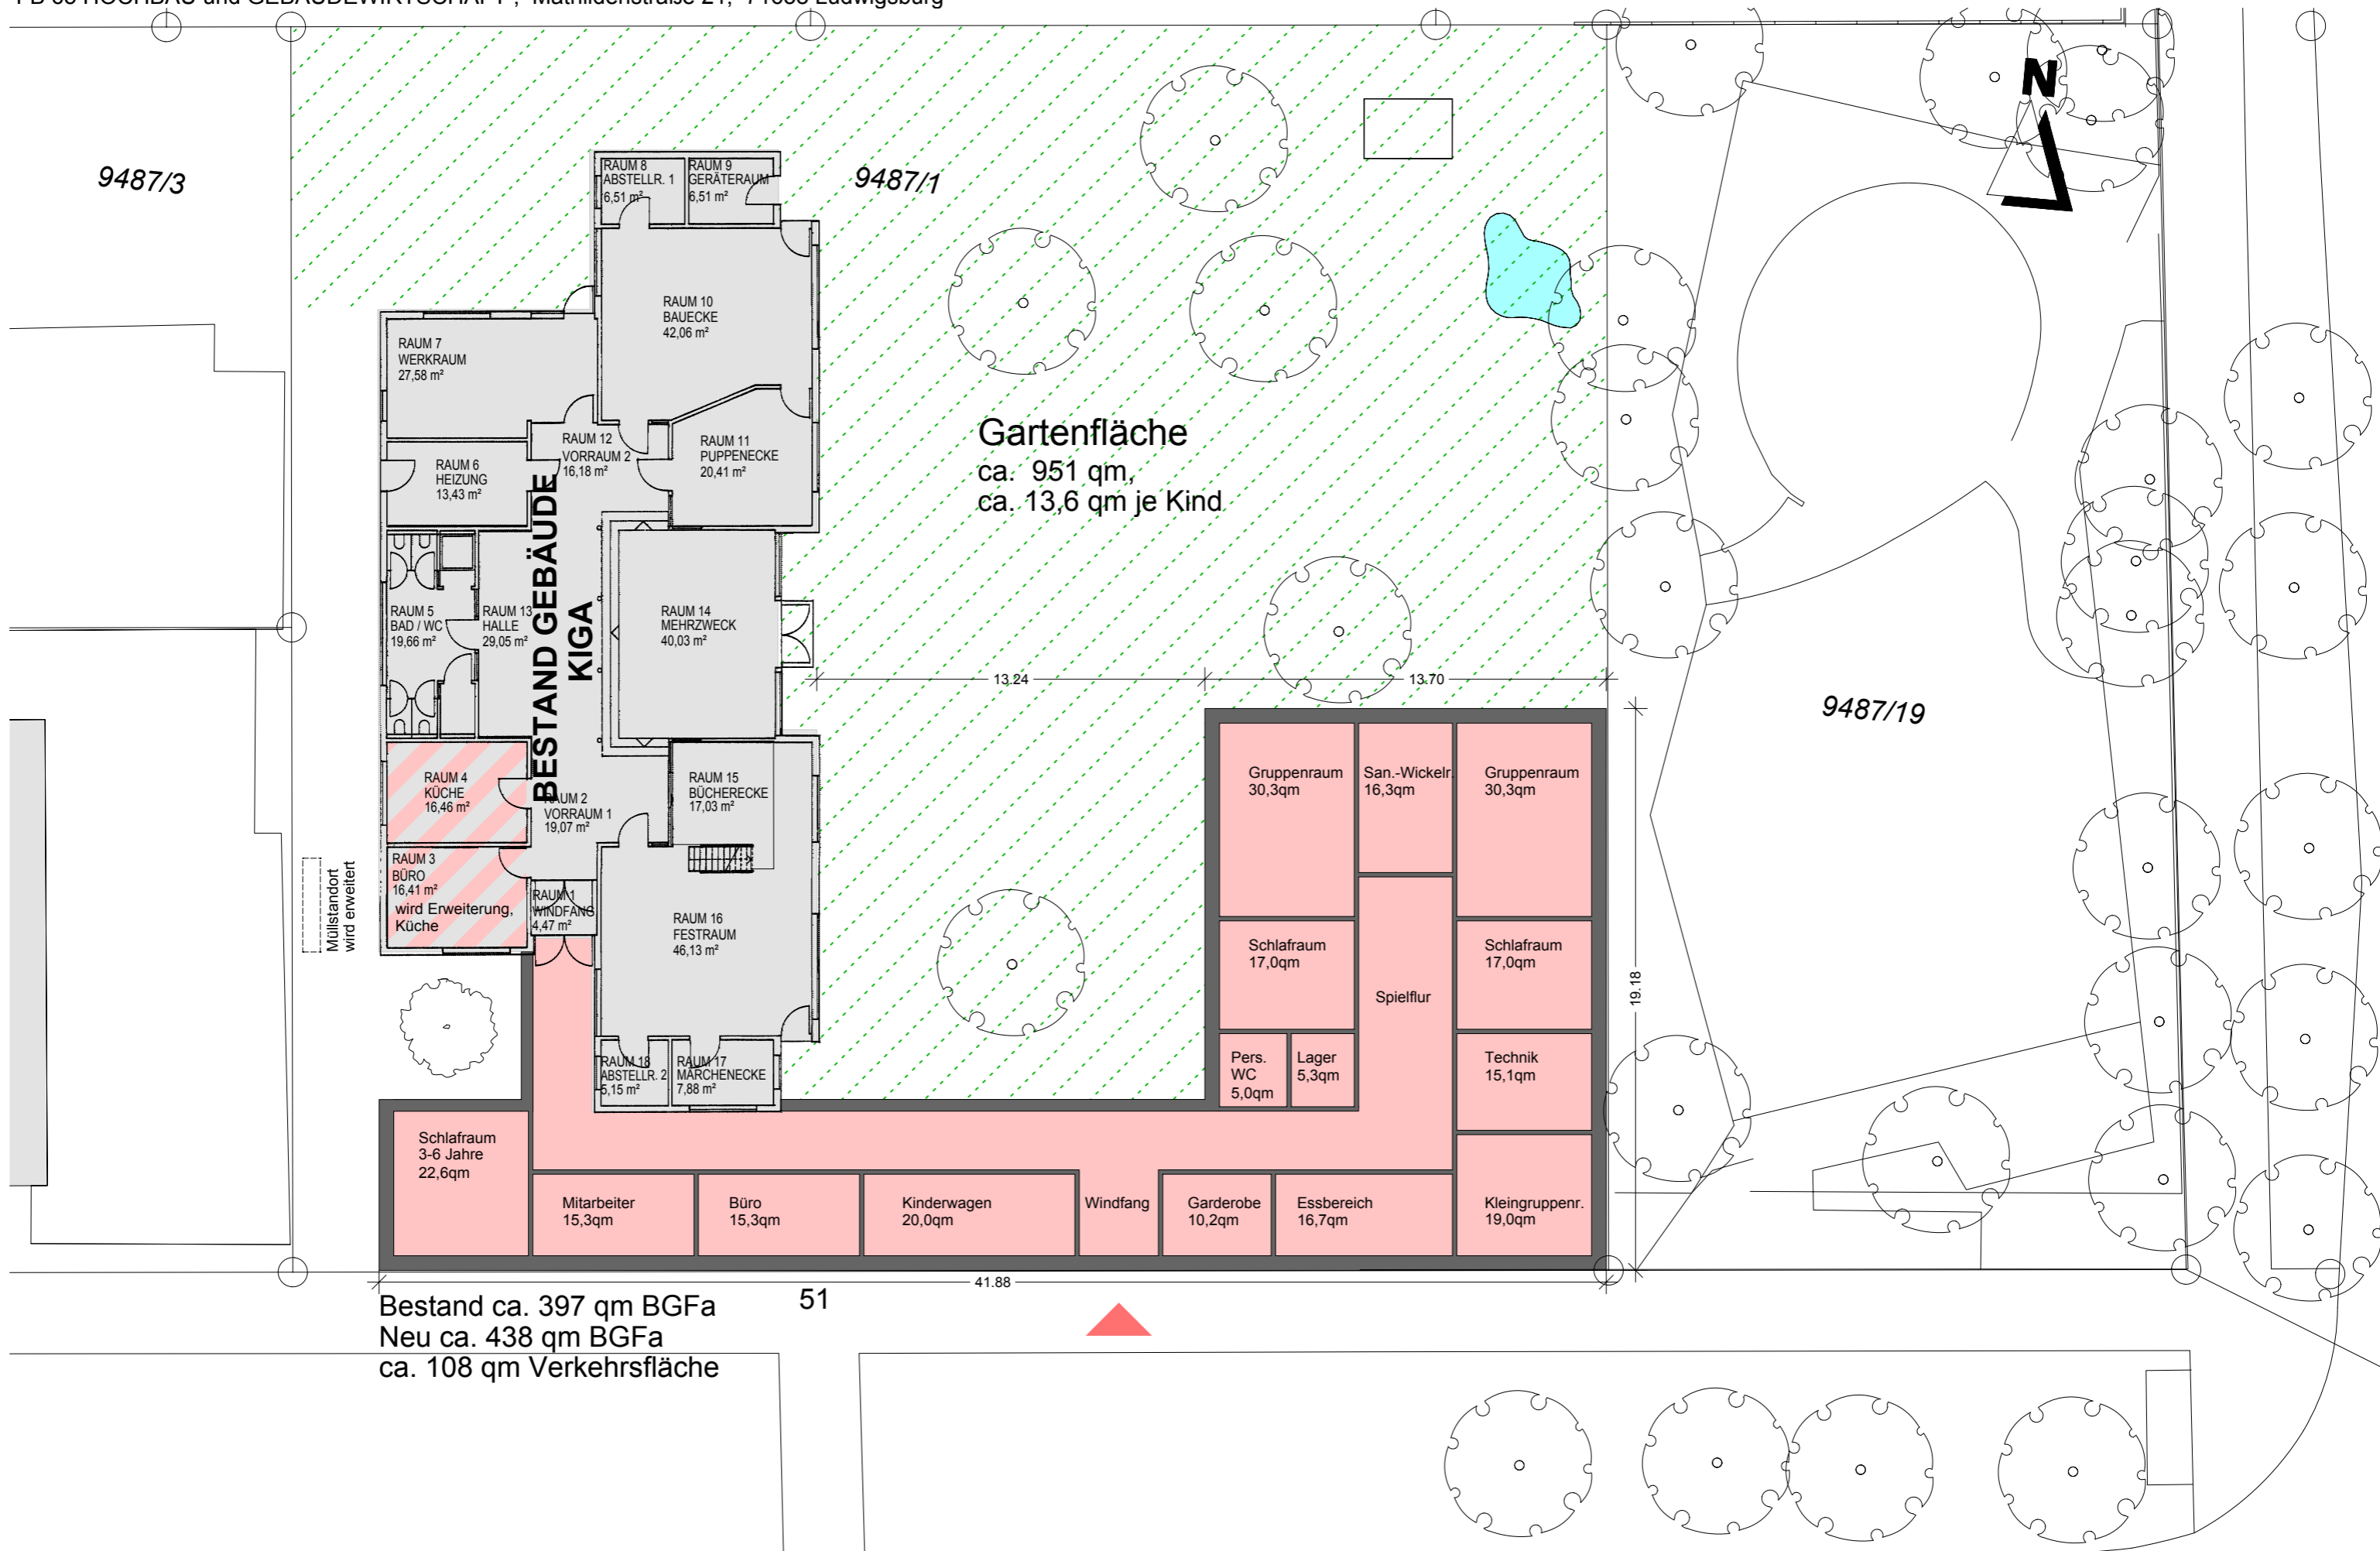 9487/3
9487/1
N
RAUM 8
ABSTELLR. 1
6,51 m²
RAUM 9
GERÄTERAUM
6,51 m²
RAUM 10
BAUECKE
42,06 m²
RAUM 7
WERKRAUM
27,58 m²
RAUM 12
VORRAUM 2
16,18 m²
RAUM 11
PUPPENECKE
20,41 m²
RAUM 6
HEIZUNG
13,43 m²
Gartenfläche
ca. 951 qm,
ca. 13,6 qm je Kind
BESTAND GEBÄUDE
KIGA
RAUM 5
BAD / WC
19,66 m²
RAUM 13
HALLE
29,05 m²
RAUM 14
MEHRZWECK
40,03 m²
13.24
13.70
9487/19
RAUM 4
KÜCHE
16,46 m²
RAUM 2
VORRAUM 1
19,07 m²
RAUM 15
BÜCHERECKE
17,03 m²
Gruppenraum
30,3qm
San.-Wickelr.
16,3qm
Gruppenraum
30,3qm
Müllstandort
wird erweitert
RAUM 3
BÜRO
16,41 m²
wird Erweiterung,
Küche
RAUM 1
WINDFANG
4,47 m²
RAUM 16
FESTRAUM
46,13 m²
Schlafraum
17,0qm
Spielflur
Schlafraum
17,0qm
19.18
RAUM 18
ABSTELLR. 2
5,15 m²
RAUM 17
MÄRCHENECKE
7,88 m²
Pers.
WC
5,0qm
Lager
5,3qm
Technik
15,1qm
Schlafraum
3-6 Jahre
22,6qm
Mitarbeiter
15,3qm
Büro
15,3qm
Kinderwagen
20,0qm
Windfang
Garderobe
10,2qm
Essbereich
16,7qm
Kleingruppenr.
19,0qm
41.88
51
Bestand ca. 397 qm BGFa
Neu ca. 438 qm BGFa
ca. 108 qm Verkehrsfläche